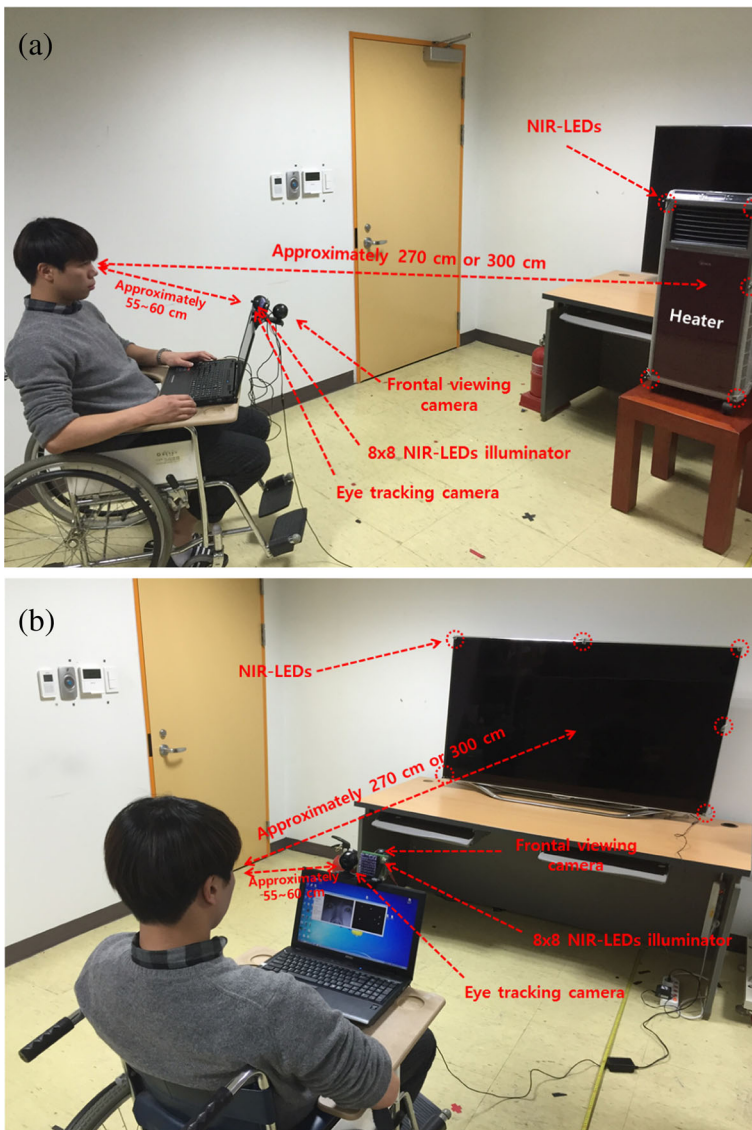 (a)
NIR-LEDs
Approximately 270 cm or 300 cm
Approximately
55~60 cm
Heater
Frontal viewing
camera
8x8 NIR-LEDs illuminator
Eye tracking camera
(b)
NIR-LEDs
Approximately 270 cm or 300 cm
Frontal viewing
camera
Approximately
55~60 cm
8x8 NIR-LEDs illuminator
Eye tracking camera